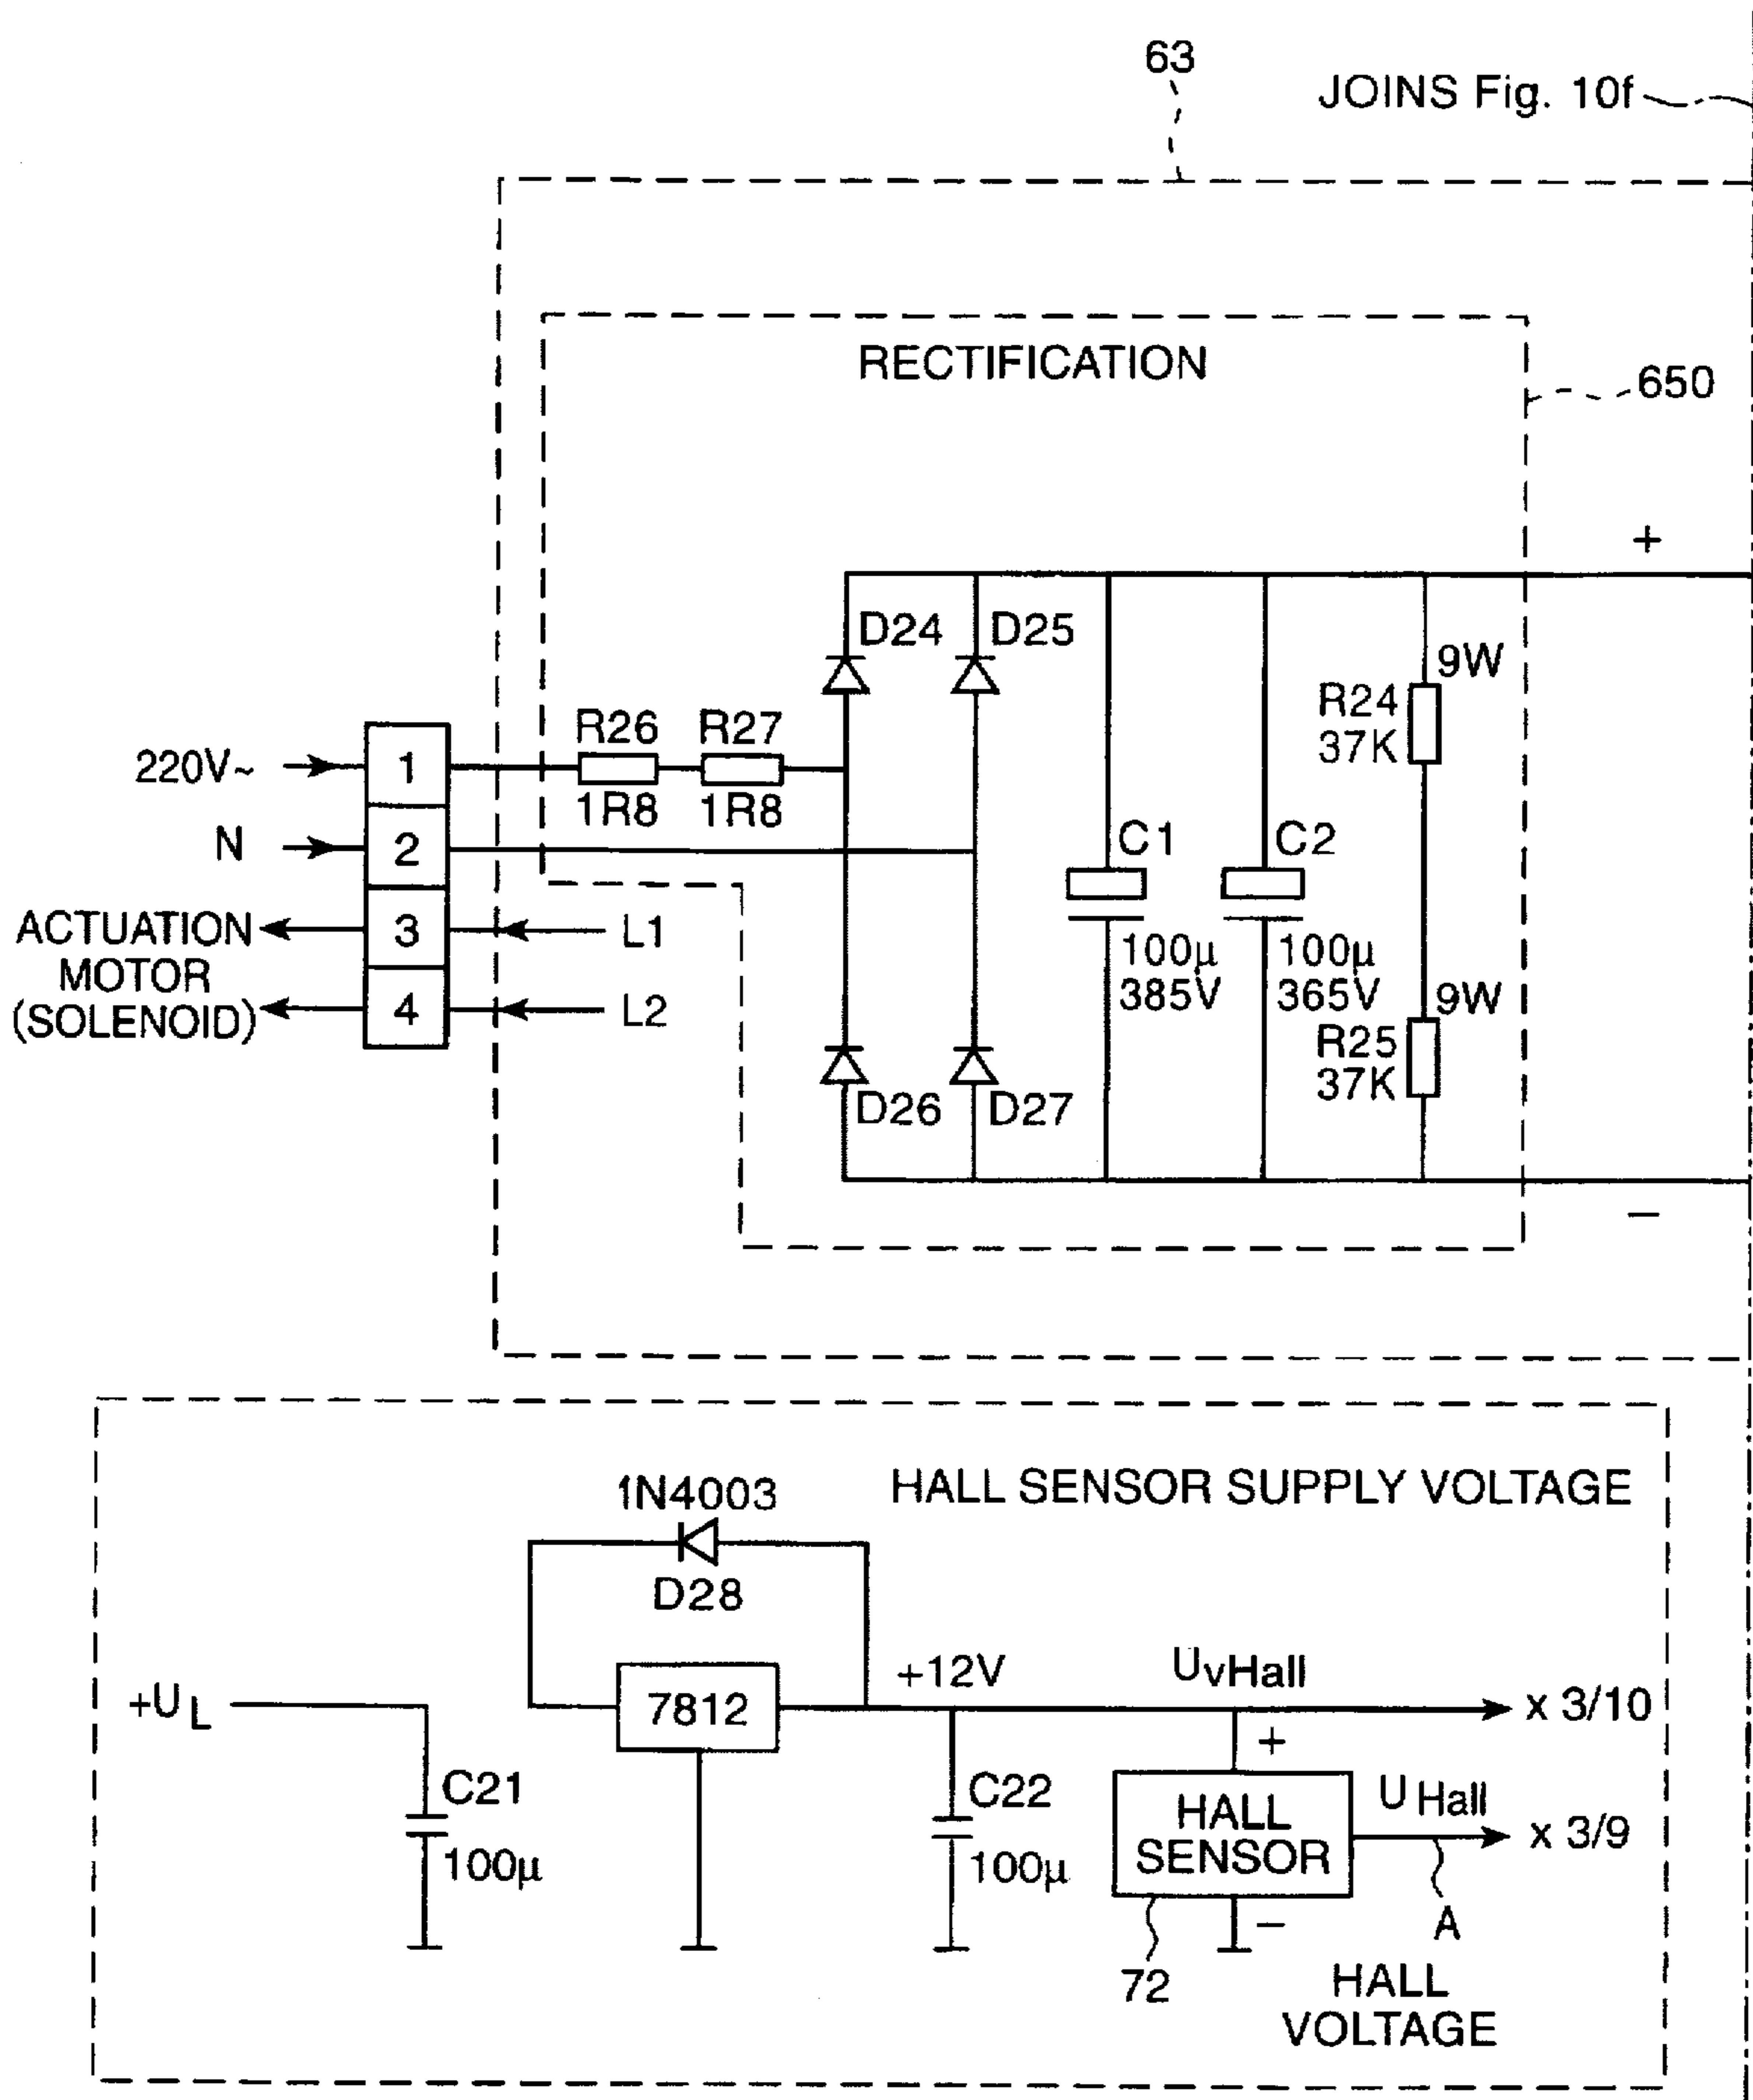 63
JOINS Fig. 10f
RECTIFICATION
650
+
D24
D25
9W
R24
37K
R26
R27
220V~
1
1R8
1R8
N
2
C1
C2
ACTUATION
MOTOR
(SOLENOID)
3
L1
4
L2
100µ
385V
100µ
365V
9W
R25
37K
D26
D27
−
HALL SENSOR SUPPLY VOLTAGE
1N4003
D28
+UL
7812
+12V
UvHall
x 3/10
+
C21
100µ
C22
100µ
HALL
SENSOR
U Hall
x 3/9
−
A
72
HALL
VOLTAGE